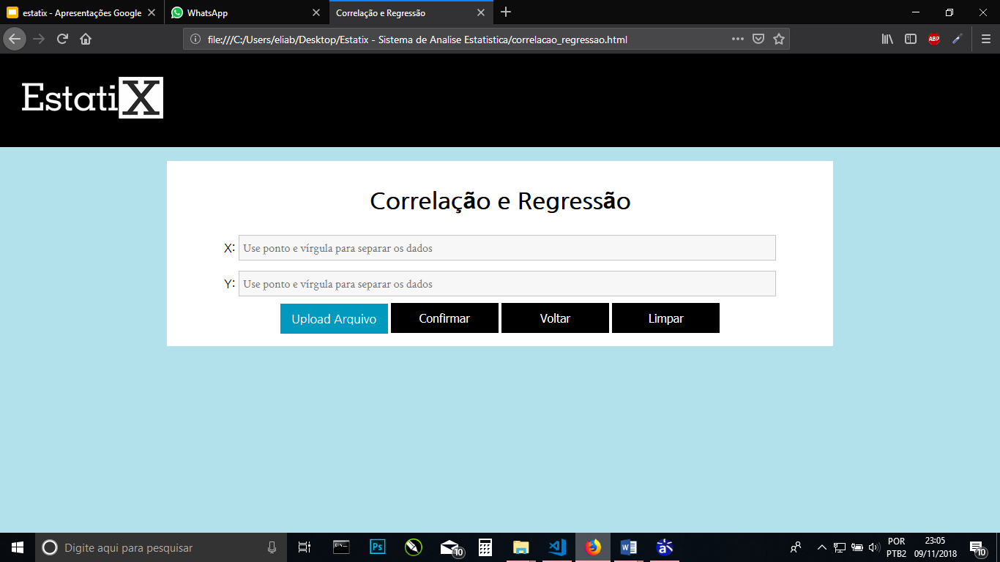 estatix - Apresentações Google
WhatsApp
Correlação e Regressão
file:///C:/Users/eliab/Desktop/Estatix - Sistema de Analise Estatistica/correlacao_regressao.html
ABP
EstatiX
Correlação e Regressão
X: Use ponto e vírgula para separar os dados
Y: Use ponto e vírgula para separar os dados
Upload Arquivo Confirmar Voltar Limpar
Digite aqui para pesquisar
Ps
10
POR
PTB2
23:05
09/11/2018
10